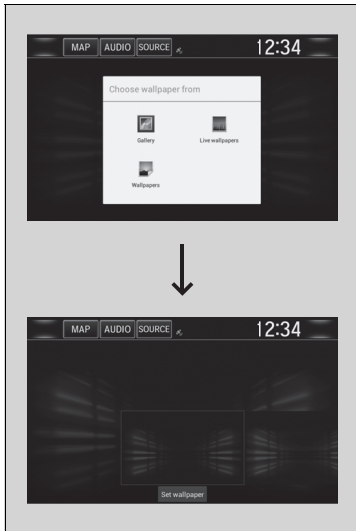 MAP AUDIO SOURCE 12:34
Choose wallpaper from
Gallery Live wallpapers
Wallpapers
MAP AUDIO SOURCE 12:34
Set wallpaper